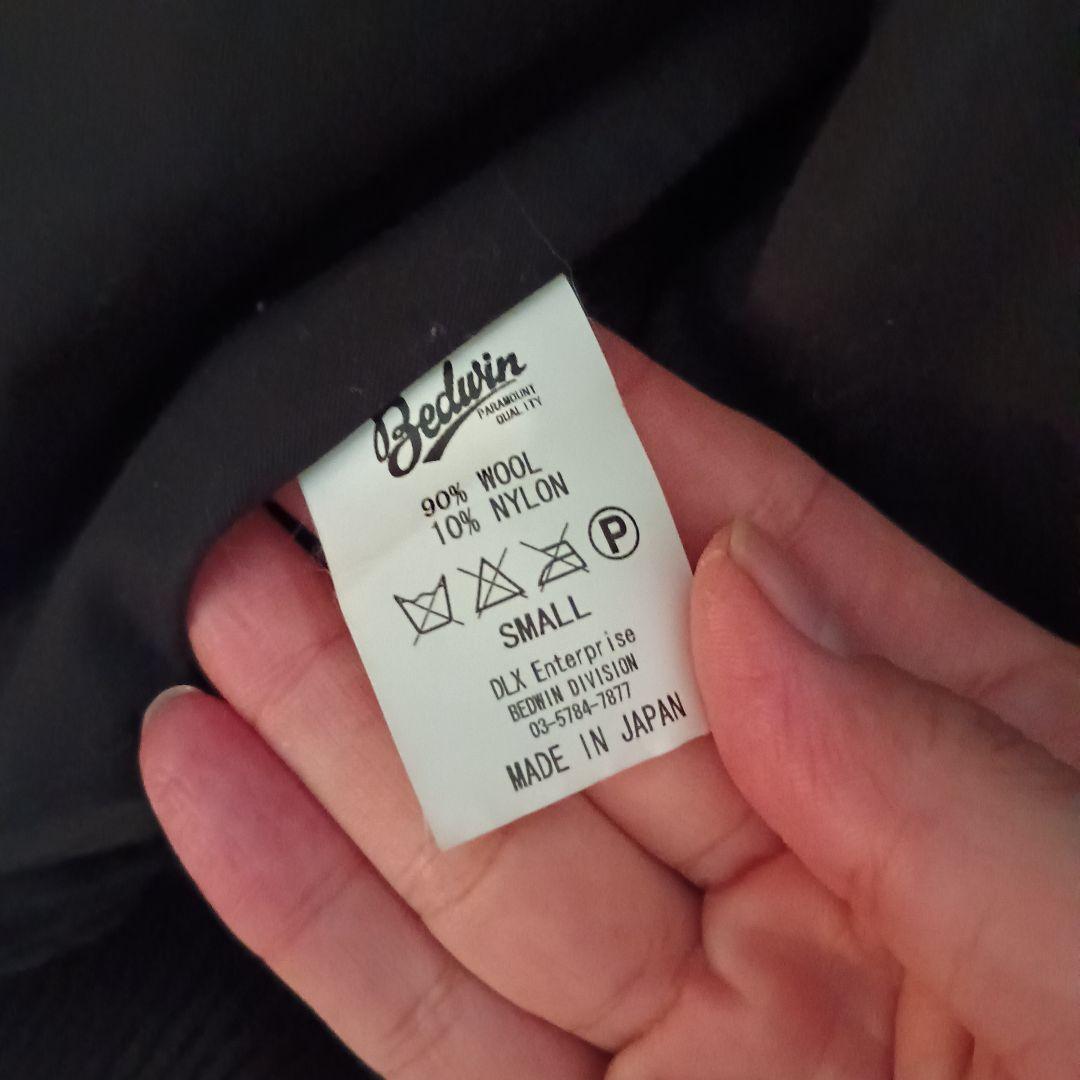 Bedwin
PARAMOUNT
QUALITY
90% WOOL
10% NYLON
P
SMALL
DLX Enterprise
BEDWIN DIVISION
03-5784-7877
MADE IN JAPAN